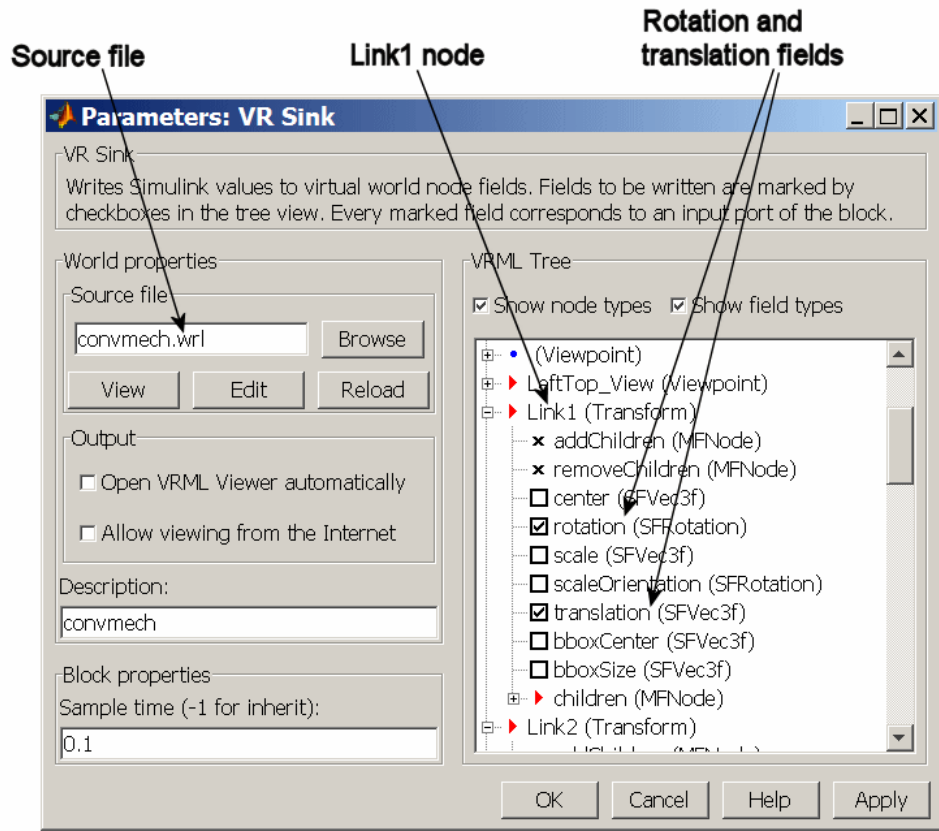 Source file
Link1 node
Rotation and
translation fields
Parameters: VR Sink
VR Sink
Writes Simulink values to virtual world node fields. Fields to be written are marked by
checkboxes in the tree view. Every marked field corresponds to an input port of the block.
World properties
Source file
convmech.wrl
Browse
View
Edit
Reload
Output
Open VRML Viewer automatically
Allow viewing from the Internet
Description:
convmech
Block properties
Sample time (-1 for inherit):
0.1
VRML Tree
Show node types
Show field types
(Viewpoint)
LeftTop_View (Viewpoint)
Link1 (Transform)
addChildren (MFNode)
removeChildren (MFNode)
center (SFVec3f)
rotation (SFRotation)
scale (SFVec3f)
scaleOrientation (SFRotation)
translation (SFVec3f)
bboxCenter (SFVec3f)
bboxSize (SFVec3f)
children (MFNode)
Link2 (Transform)
OK
Cancel
Help
Apply